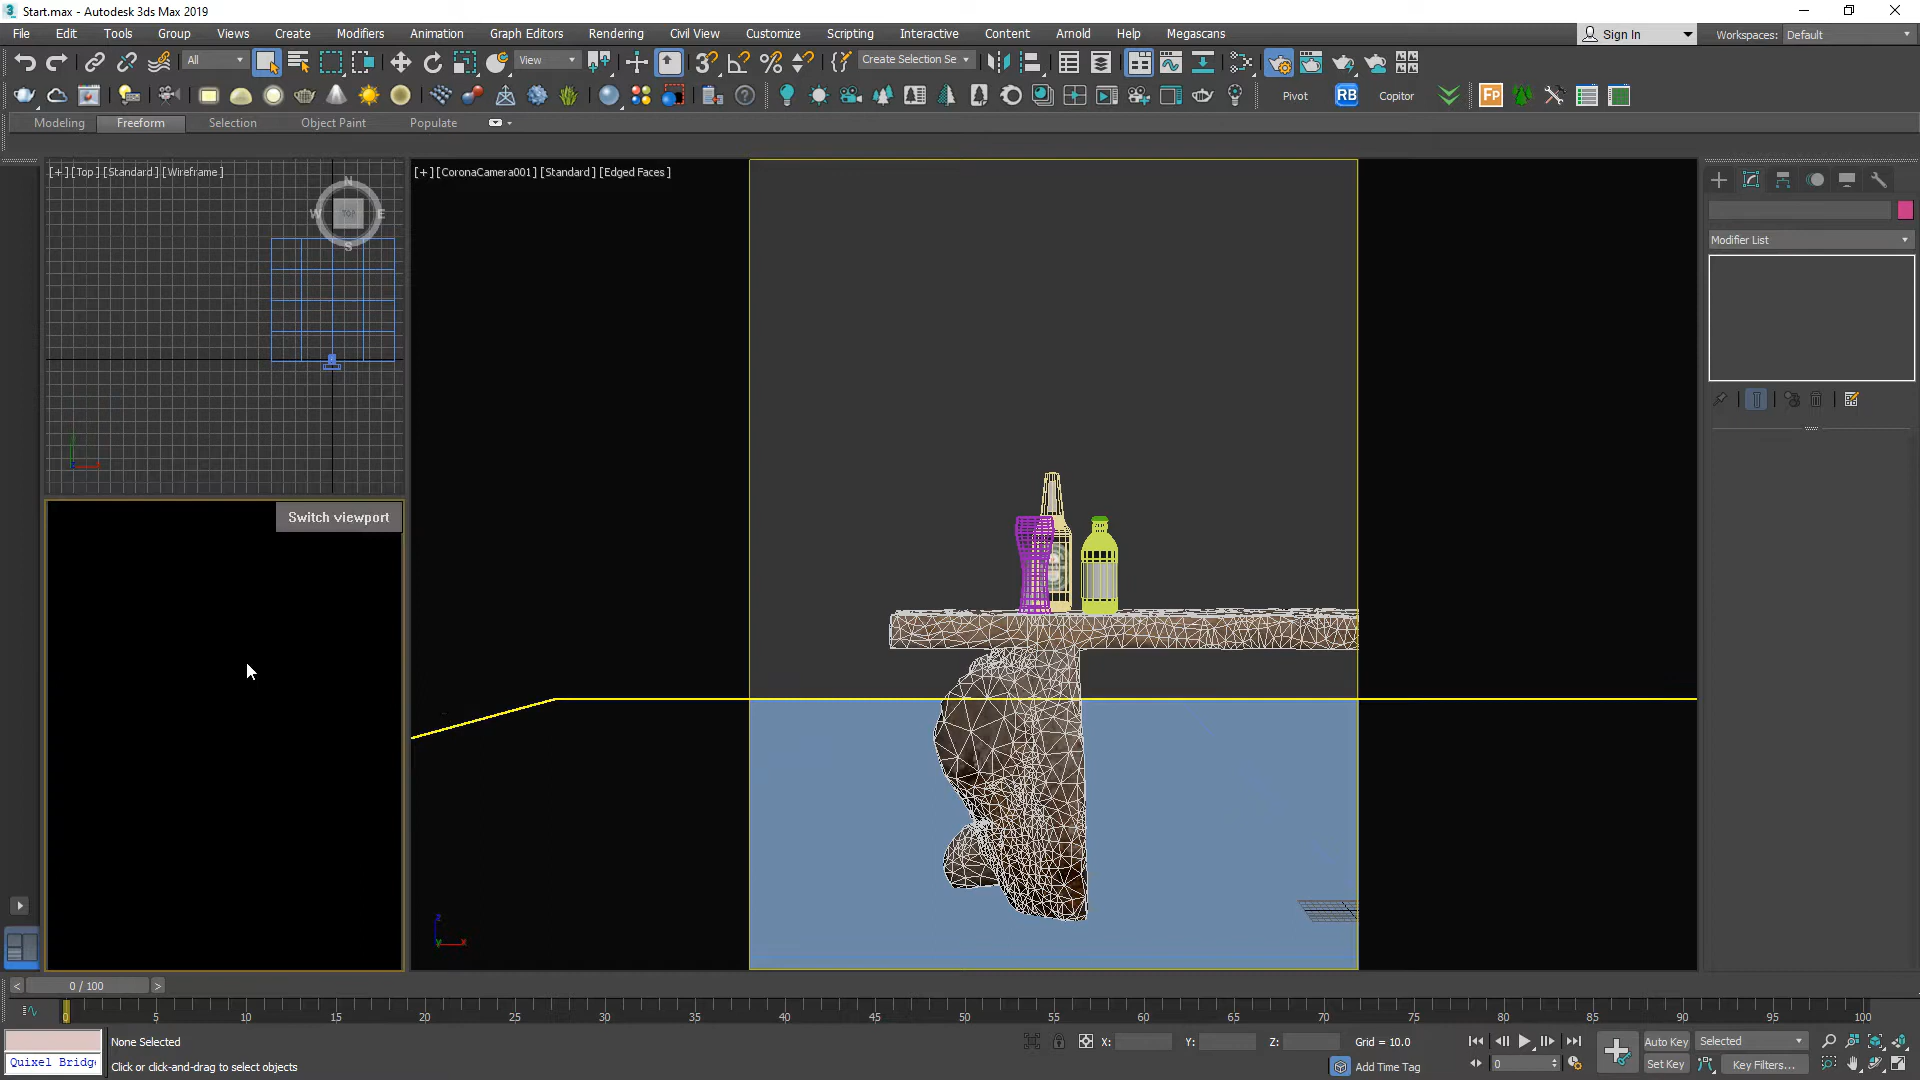 Start.max - Autodesk 3ds Max 2019
File Edit Tools Group Views Create Modifiers Animation Graph Editors Rendering Civil View Customize Scripting Interactive Content Arnold Help Megascans Sign In Workspaces: Default
All View Create Selection Se
Pivot RB Copitor FP
Modeling Freeform Selection Object Paint Populate
[+] [Top] [Standard] [Wireframe] [+] [CoronaCamera001] [Standard] [Edged Faces]
N
W TOP E
S
Modifier List
Switch viewport
0 / 100
0 5 10 15 20 25 30 35 40 45 50 55 60 65 70 75 80 85 90 95 100
None Selected X: Y: Z: Grid = 10.0 Auto Key Selected
Quixel Bridg Click or click-and-drag to select objects Add Time Tag 0 Set Key Key Filters...